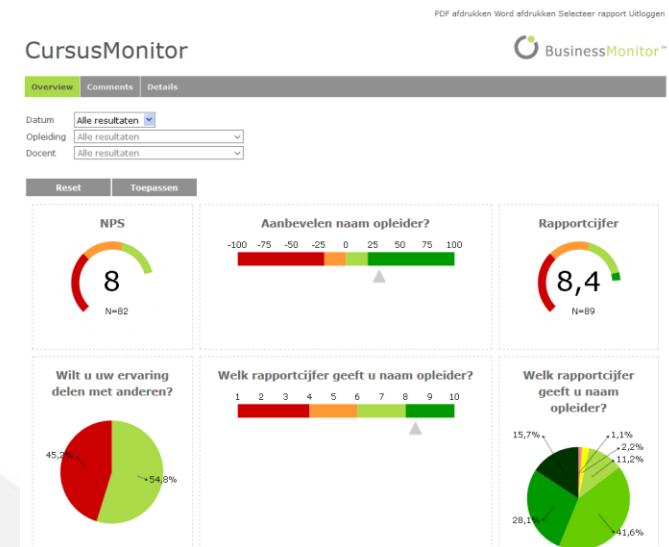 PDF afdrukken Word afdrukken Selecteer rapport Uitloggen
CursusMonitor
BusinessMonitor™
Overview Comments Details
Datum Alle resultaten
Opleiding Alle resultaten
Docent Alle resultaten
Reset Toepassen
NPS
8
N=82
Aanbevelen naam opleider?
-100 -75 -50 -25 0 25 50 75 100
Rapportcijfer
8,4
N=89
Wilt u uw ervaring
delen met anderen?
45,2%
54,8%
Welk rapportcijfer geeft u naam opleider?
1 2 3 4 5 6 7 8 9 10
Welk rapportcijfer
geeft u naam
opleider?
15,7%
1,1%
2,2%
11,2%
28,1%
41,6%